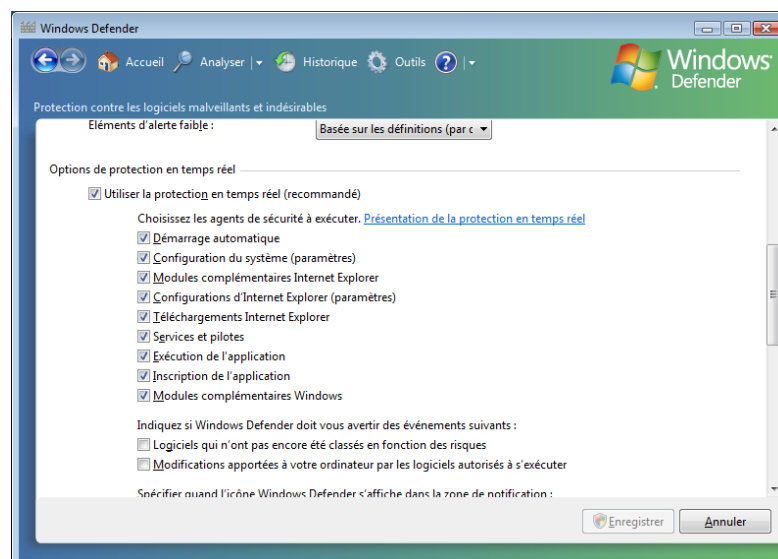 Windows Defender
Accueil Analyser Historique Outils ?
Windows
Defender
Protection contre les logiciels malveillants et indésirables
Eléments d'alerte faible :
Basée sur les définitions (par c
Options de protection en temps réel
Utiliser la protection en temps réel (recommandé)
Choisissez les agents de sécurité à exécuter. Présentation de la protection en temps réel
Démarrage automatique
Configuration du système (paramètres)
Modules complémentaires Internet Explorer
Configurations d'Internet Explorer (paramètres)
Téléchargements Internet Explorer
Services et pilotes
Exécution de l'application
Inscription de l'application
Modules complémentaires Windows
Indiquez si Windows Defender doit vous avertir des événements suivants :
Logiciels qui n'ont pas encore été classés en fonction des risques
Modifications apportées à votre ordinateur par les logiciels autorisés à s'exécuter
Spécifier quand l'icône Windows Defender s'affiche dans la zone de notification :
Enregistrer Annuler